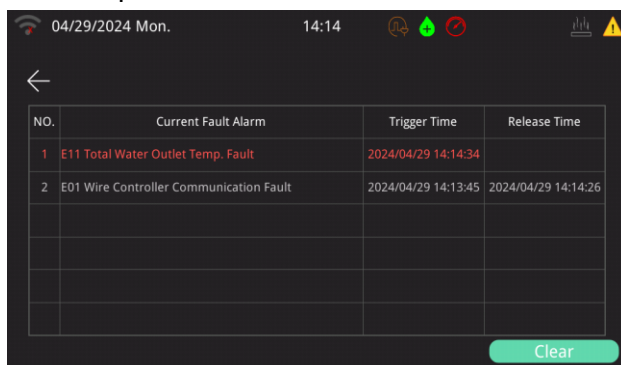 04/29/2024 Mon. 14:14
NO. Current Fault Alarm Trigger Time Release Time
1 E11 Total Water Outlet Temp. Fault 2024/04/29 14:14:34
2 E01 Wire Controller Communication Fault 2024/04/29 14:13:45 2024/04/29 14:14:26
Clear